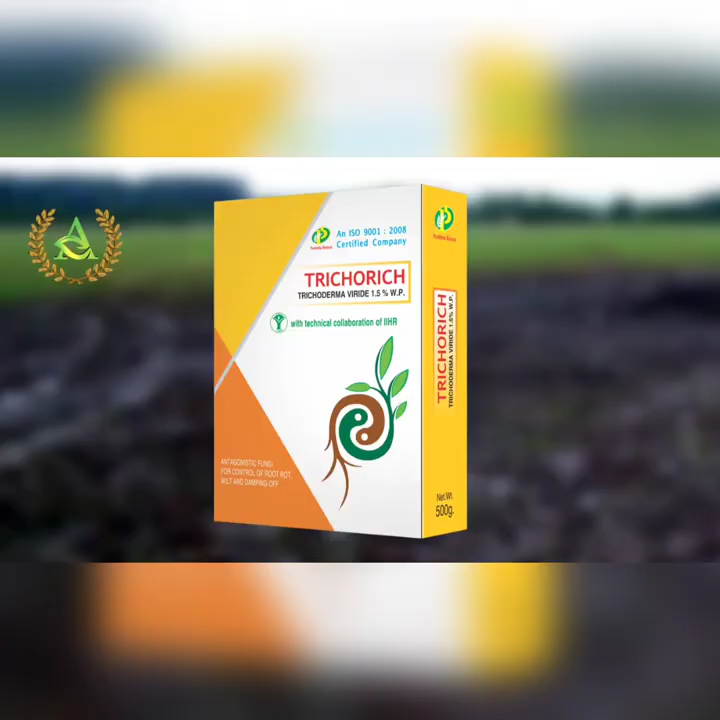 An ISO 9001 : 2008
Certified Company
TRICHORICH
TRICHODERMA VIRIDE 1.5 % W.P.
with technical collaboration of IIHR
ANTAGONISTIC FUNGI
FOR CONTROL OF ROOT ROT,
WILT AND DAMPING OFF
TRICHORICH
TRICHODERMA VIRIDE 1.5% W.P.
Net.Wt.
500g.